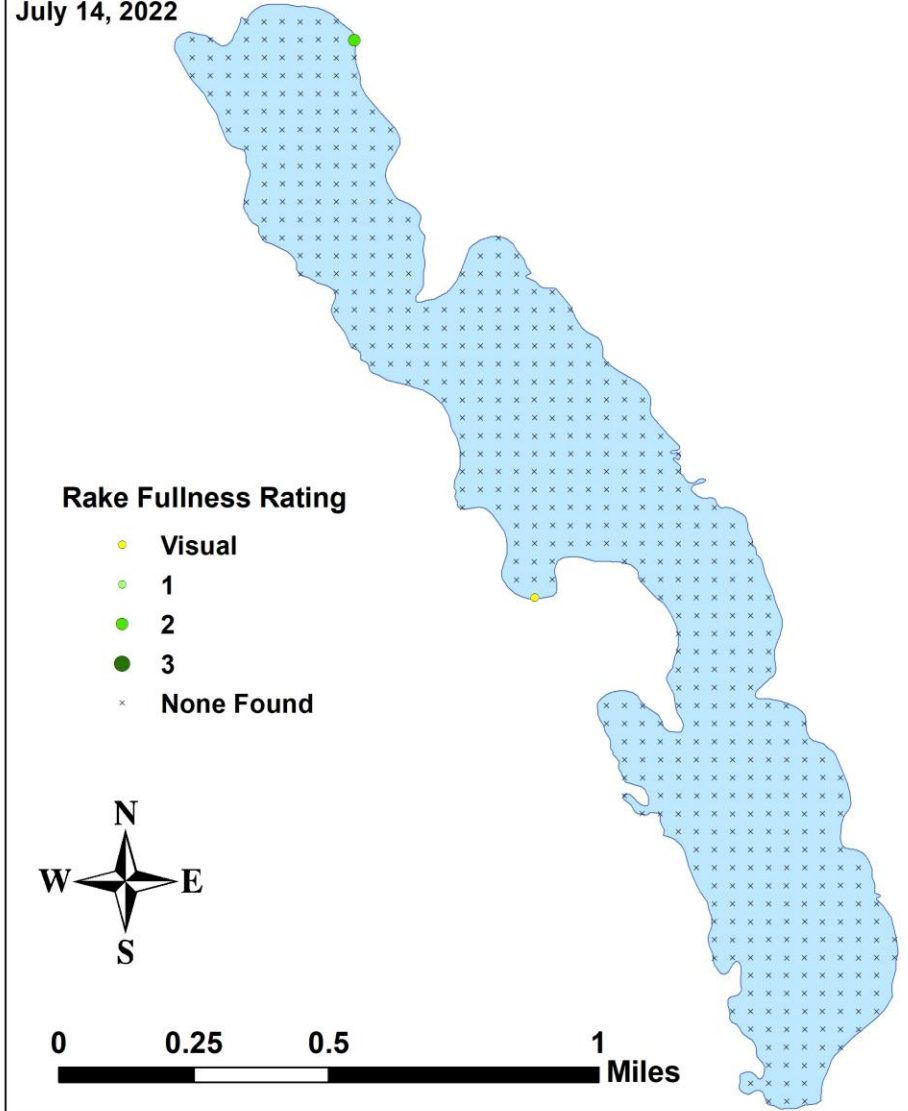 July 14, 2022
Rake Fullness Rating
Visual
1
2
3
None Found
N
W E
S
0 0.25 0.5 1
Miles